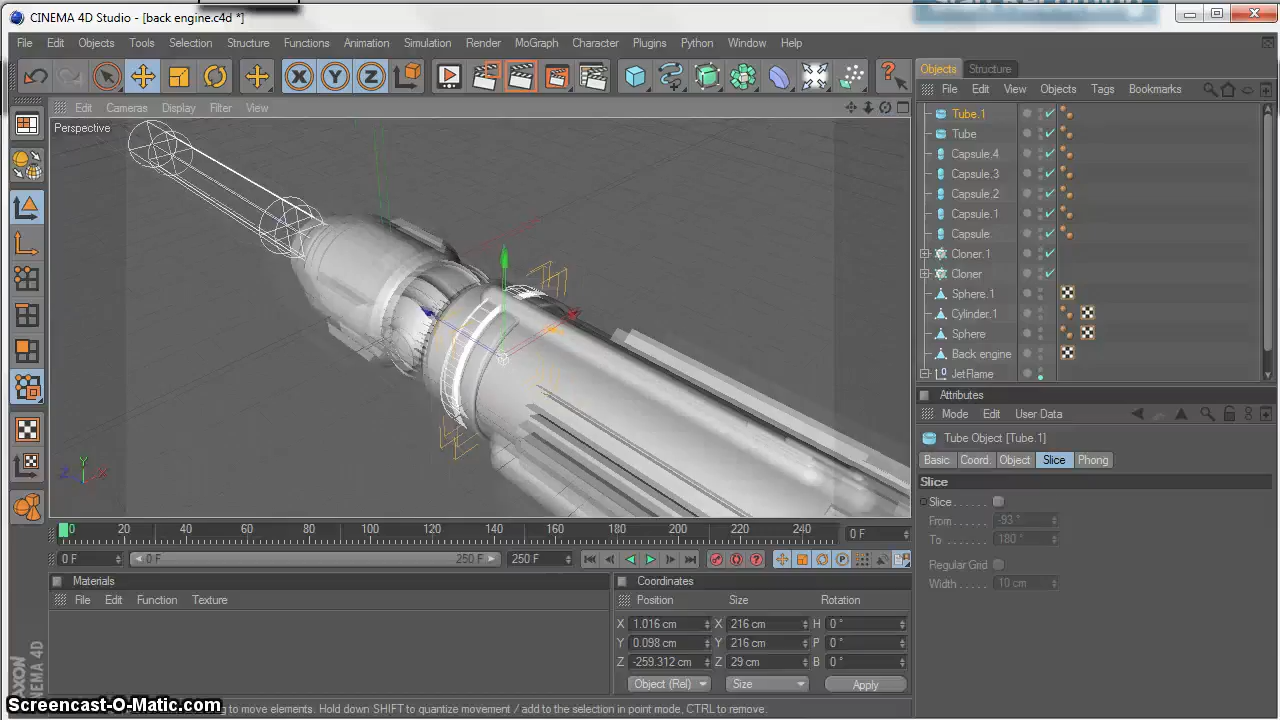 CINEMA 4D Studio - [back engine.c4d *]
File Edit Objects Tools Selection Structure Functions Animation Simulation Render MoGraph Character Plugins Python Window Help
Objects Structure
File Edit View Objects Tags Bookmarks
Edit Cameras Display Filter View
Perspective
Tube.1
Tube
Capsule.4
Capsule.3
Capsule.2
Capsule.1
Capsule
Cloner.1
Cloner
Sphere.1
Cylinder.1
Sphere
Back engine
JetFlame
Attributes
Mode Edit User Data
Tube Object [Tube.1]
Basic Coord. Object Slice Phong
Slice
Slice
From -93 °
To 180 °
Regular Grid
Width 10 cm
X Y Z
Y
Z X
0 20 40 60 80 100 120 140 160 180 200 220 240 0 F
0 F 0 F 250 F 250 F
Materials
File Edit Function Texture
Coordinates
Position Size Rotation
X 1.016 cm X 216 cm H 0 °
Y 0.098 cm Y 216 cm P 0 °
Z -259.312 cm Z 29 cm B 0 °
Object (Rel) Size Apply
CINEMA 4D
Screencast-O-Matic.com
to move elements. Hold down SHIFT to quantize movement / add to the selection in point mode, CTRL to remove.